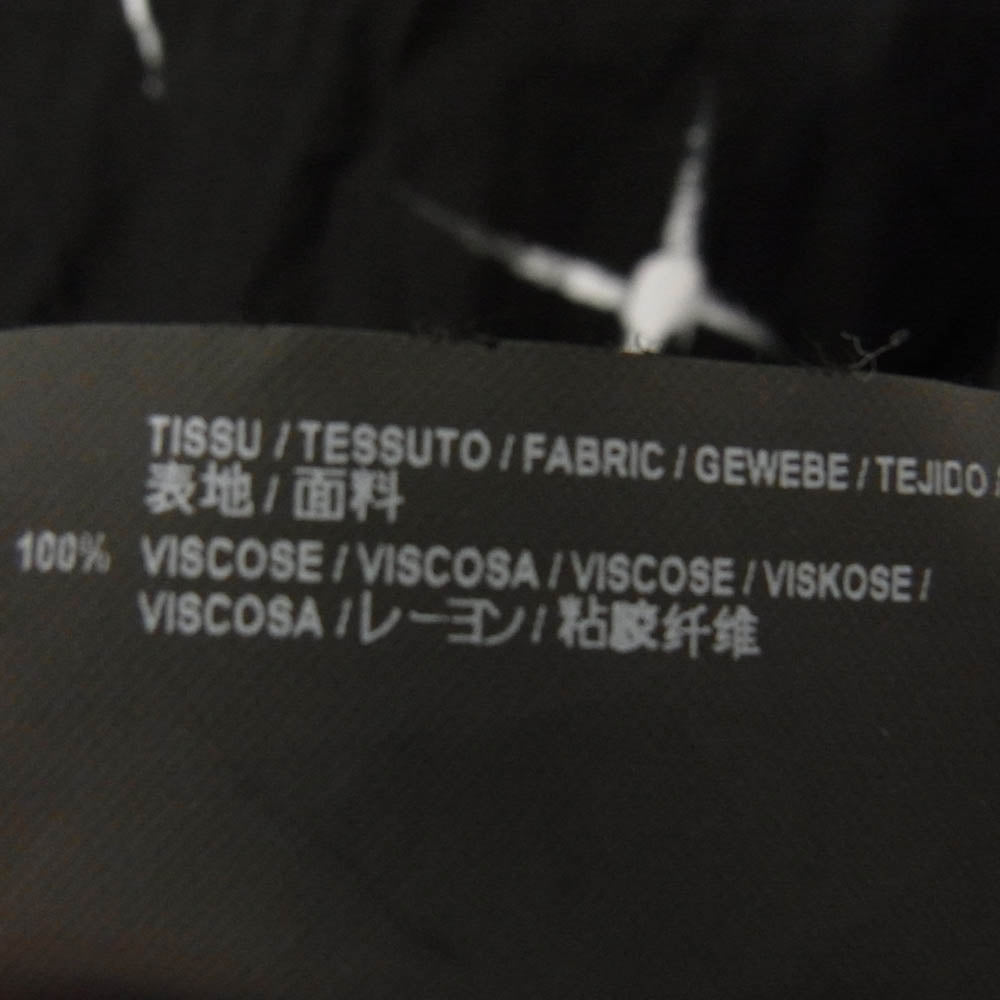 TISSU / TESSUTO / FABRIC / GEWEBE / TEJIDO /
表地 / 面料
100% VISCOSE / VISCOSA / VISCOSE / VISKOSE /
VISCOSA / レーヨン / 粘胶纤维